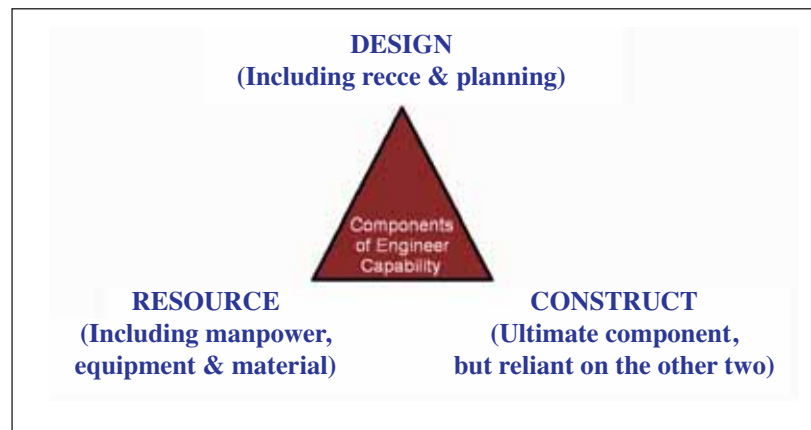 DESIGN
(Including recce & planning)
Components
of Engineer
Capability
RESOURCE
(Including manpower,
equipment & material)
CONSTRUCT
(Ultimate component,
but reliant on the other two)